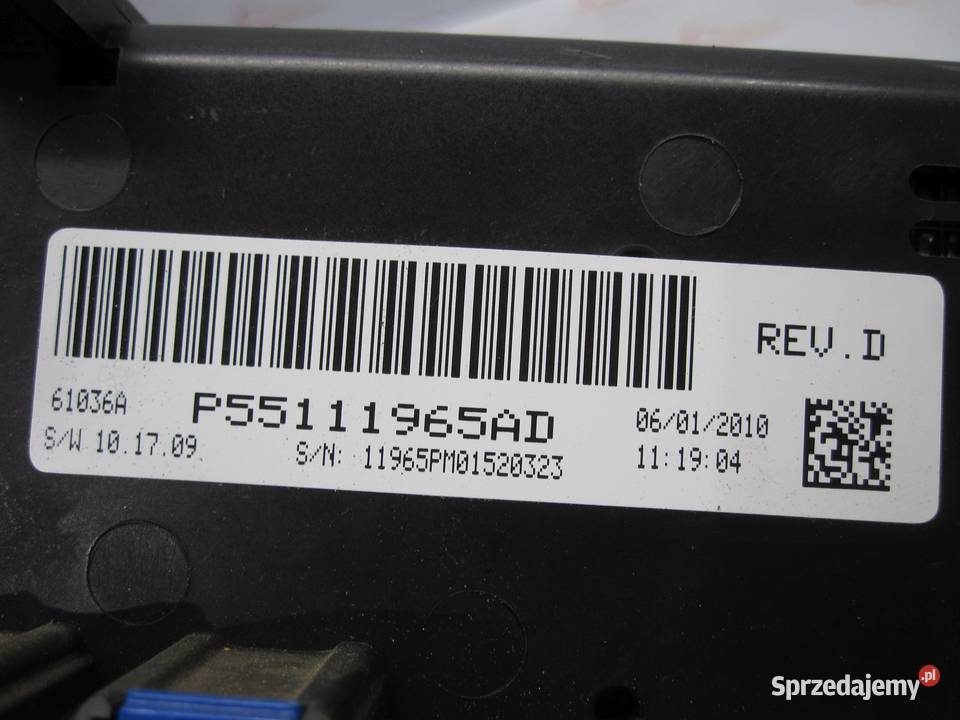 REV.D
61036A P55111965AD 06/01/2010
S/W 10.17.09 S/N: 11965PM01520323 11:19:04
Sprzedajemy.pl